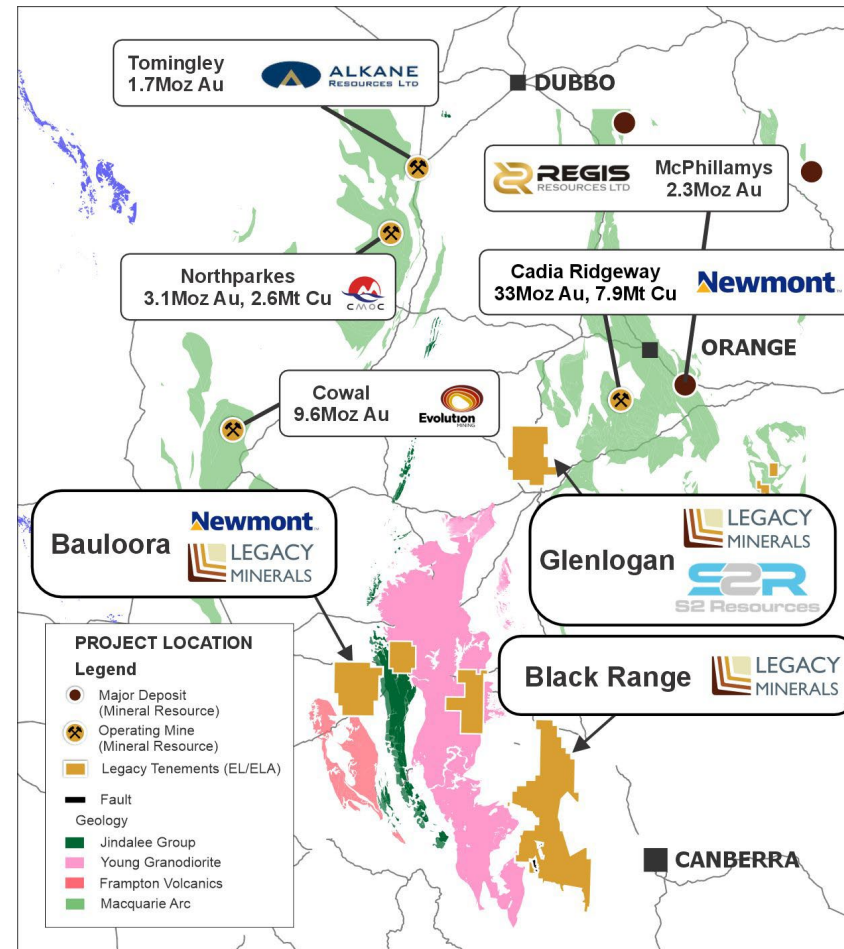 Tomingley
1.7Moz Au
ALKANE
RESOURCES LTD
DUBBO
REGIS
RESOURCES LTD
McPhillamys
2.3Moz Au
Northparkes
3.1Moz Au, 2.6Mt Cu
CMOC
Cadia Ridgeway
33Moz Au, 7.9Mt Cu
Newmont
ORANGE
Cowal
9.6Moz Au
Evolution
MINING
Bauloora
Newmont
LEGACY
MINERALS
Glenlogan
LEGACY
MINERALS
S2R
S2 Resources
Black Range
LEGACY
MINERALS
PROJECT LOCATION
Legend
Major Deposit
(Mineral Resource)
Operating Mine
(Mineral Resource)
Legacy Tenements (EL/ELA)
Fault
Geology
Jindalee Group
Young Granodiorite
Frampton Volcanics
Macquarie Arc
CANBERRA